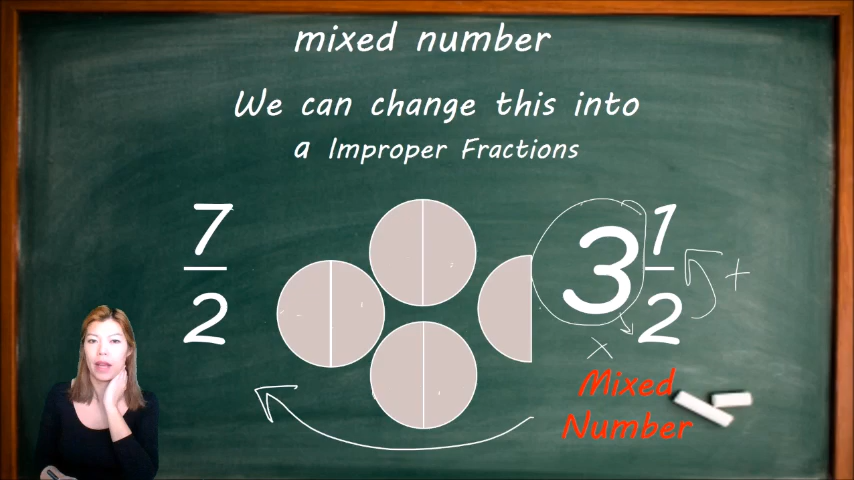 mixed number
We can change this into
a Improper Fractions
7
2
3 1
2
+
x
Mixed
Number